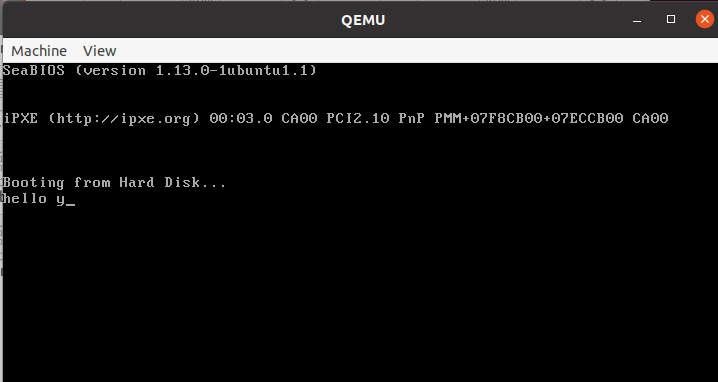 QEMU
Machine View
SeaBIOS (version 1.13.0-1ubuntu1.1)
iPXE (http://ipxe.org) 00:03.0 CA00 PCI2.10 PnP PMM+07F8CB00+07ECCB00 CA00
Booting from Hard Disk...
hello y_